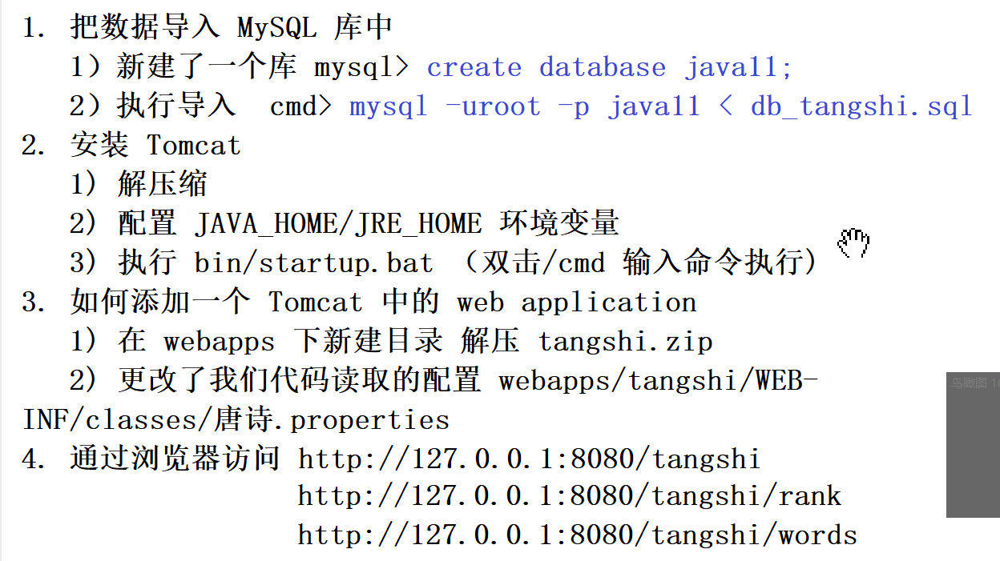 1. 把数据导入 MySQL 库中
1）新建了一个库 mysql> create database java11;
2）执行导入 cmd> mysql -uroot -p java11 < db_tangshi.sql
2. 安装 Tomcat
1) 解压缩
2) 配置 JAVA_HOME/JRE_HOME 环境变量
3) 执行 bin/startup.bat （双击/cmd 输入命令执行)
3. 如何添加一个 Tomcat 中的 web application
1) 在 webapps 下新建目录 解压 tangshi.zip
2) 更改了我们代码读取的配置 webapps/tangshi/WEB-
INF/classes/唐诗.properties
4. 通过浏览器访问 http://127.0.0.1:8080/tangshi
http://127.0.0.1:8080/tangshi/rank
http://127.0.0.1:8080/tangshi/words
鸟瞰图